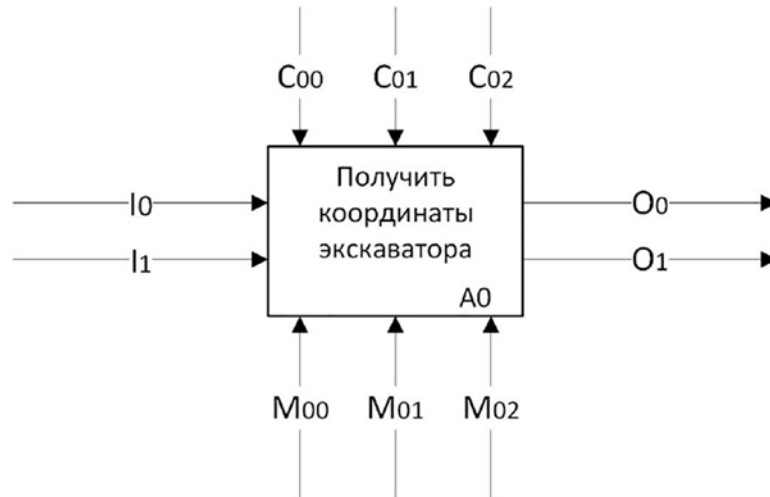 C00 C01 C02
I0
I1
Получить
координаты
экскаватора
A0
O0
O1
M00 M01 M02